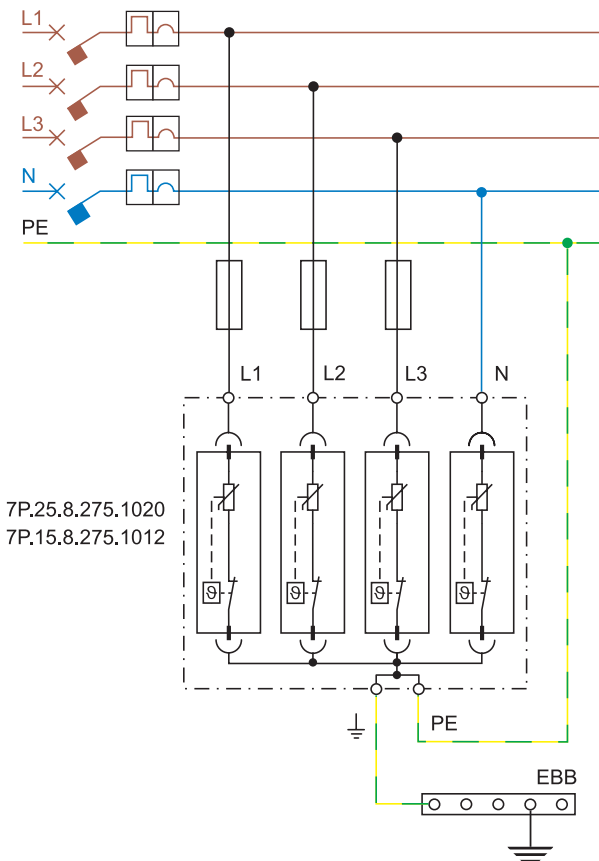 L1
L2
L3
N
PE
L1
L2
L3
N
7P.25.8.275.1020
7P.15.8.275.1012
ϑ
ϑ
ϑ
ϑ
PE
EBB